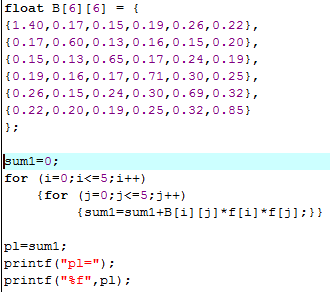 float B[6][6] = {
{1.40,0.17,0.15,0.19,0.26,0.22},
{0.17,0.60,0.13,0.16,0.15,0.20},
{0.15,0.13,0.65,0.17,0.24,0.19}
{0.19,0.16,0.17,0.71,0.30,0.25},
{0.26,0.15,0.24,0.30,0.69,0.32},
{0.22,0.20,0.19,0.25,0.32,0.85}
};
sum1=0;
for (i=0;i<=5;i++)
{for (j=0;j<=5;j++)
{sum1=sum1+B[i][j]*f[i]*f[j];}}
pl=sum1;
printf("pl=");
printf("%f",pl);